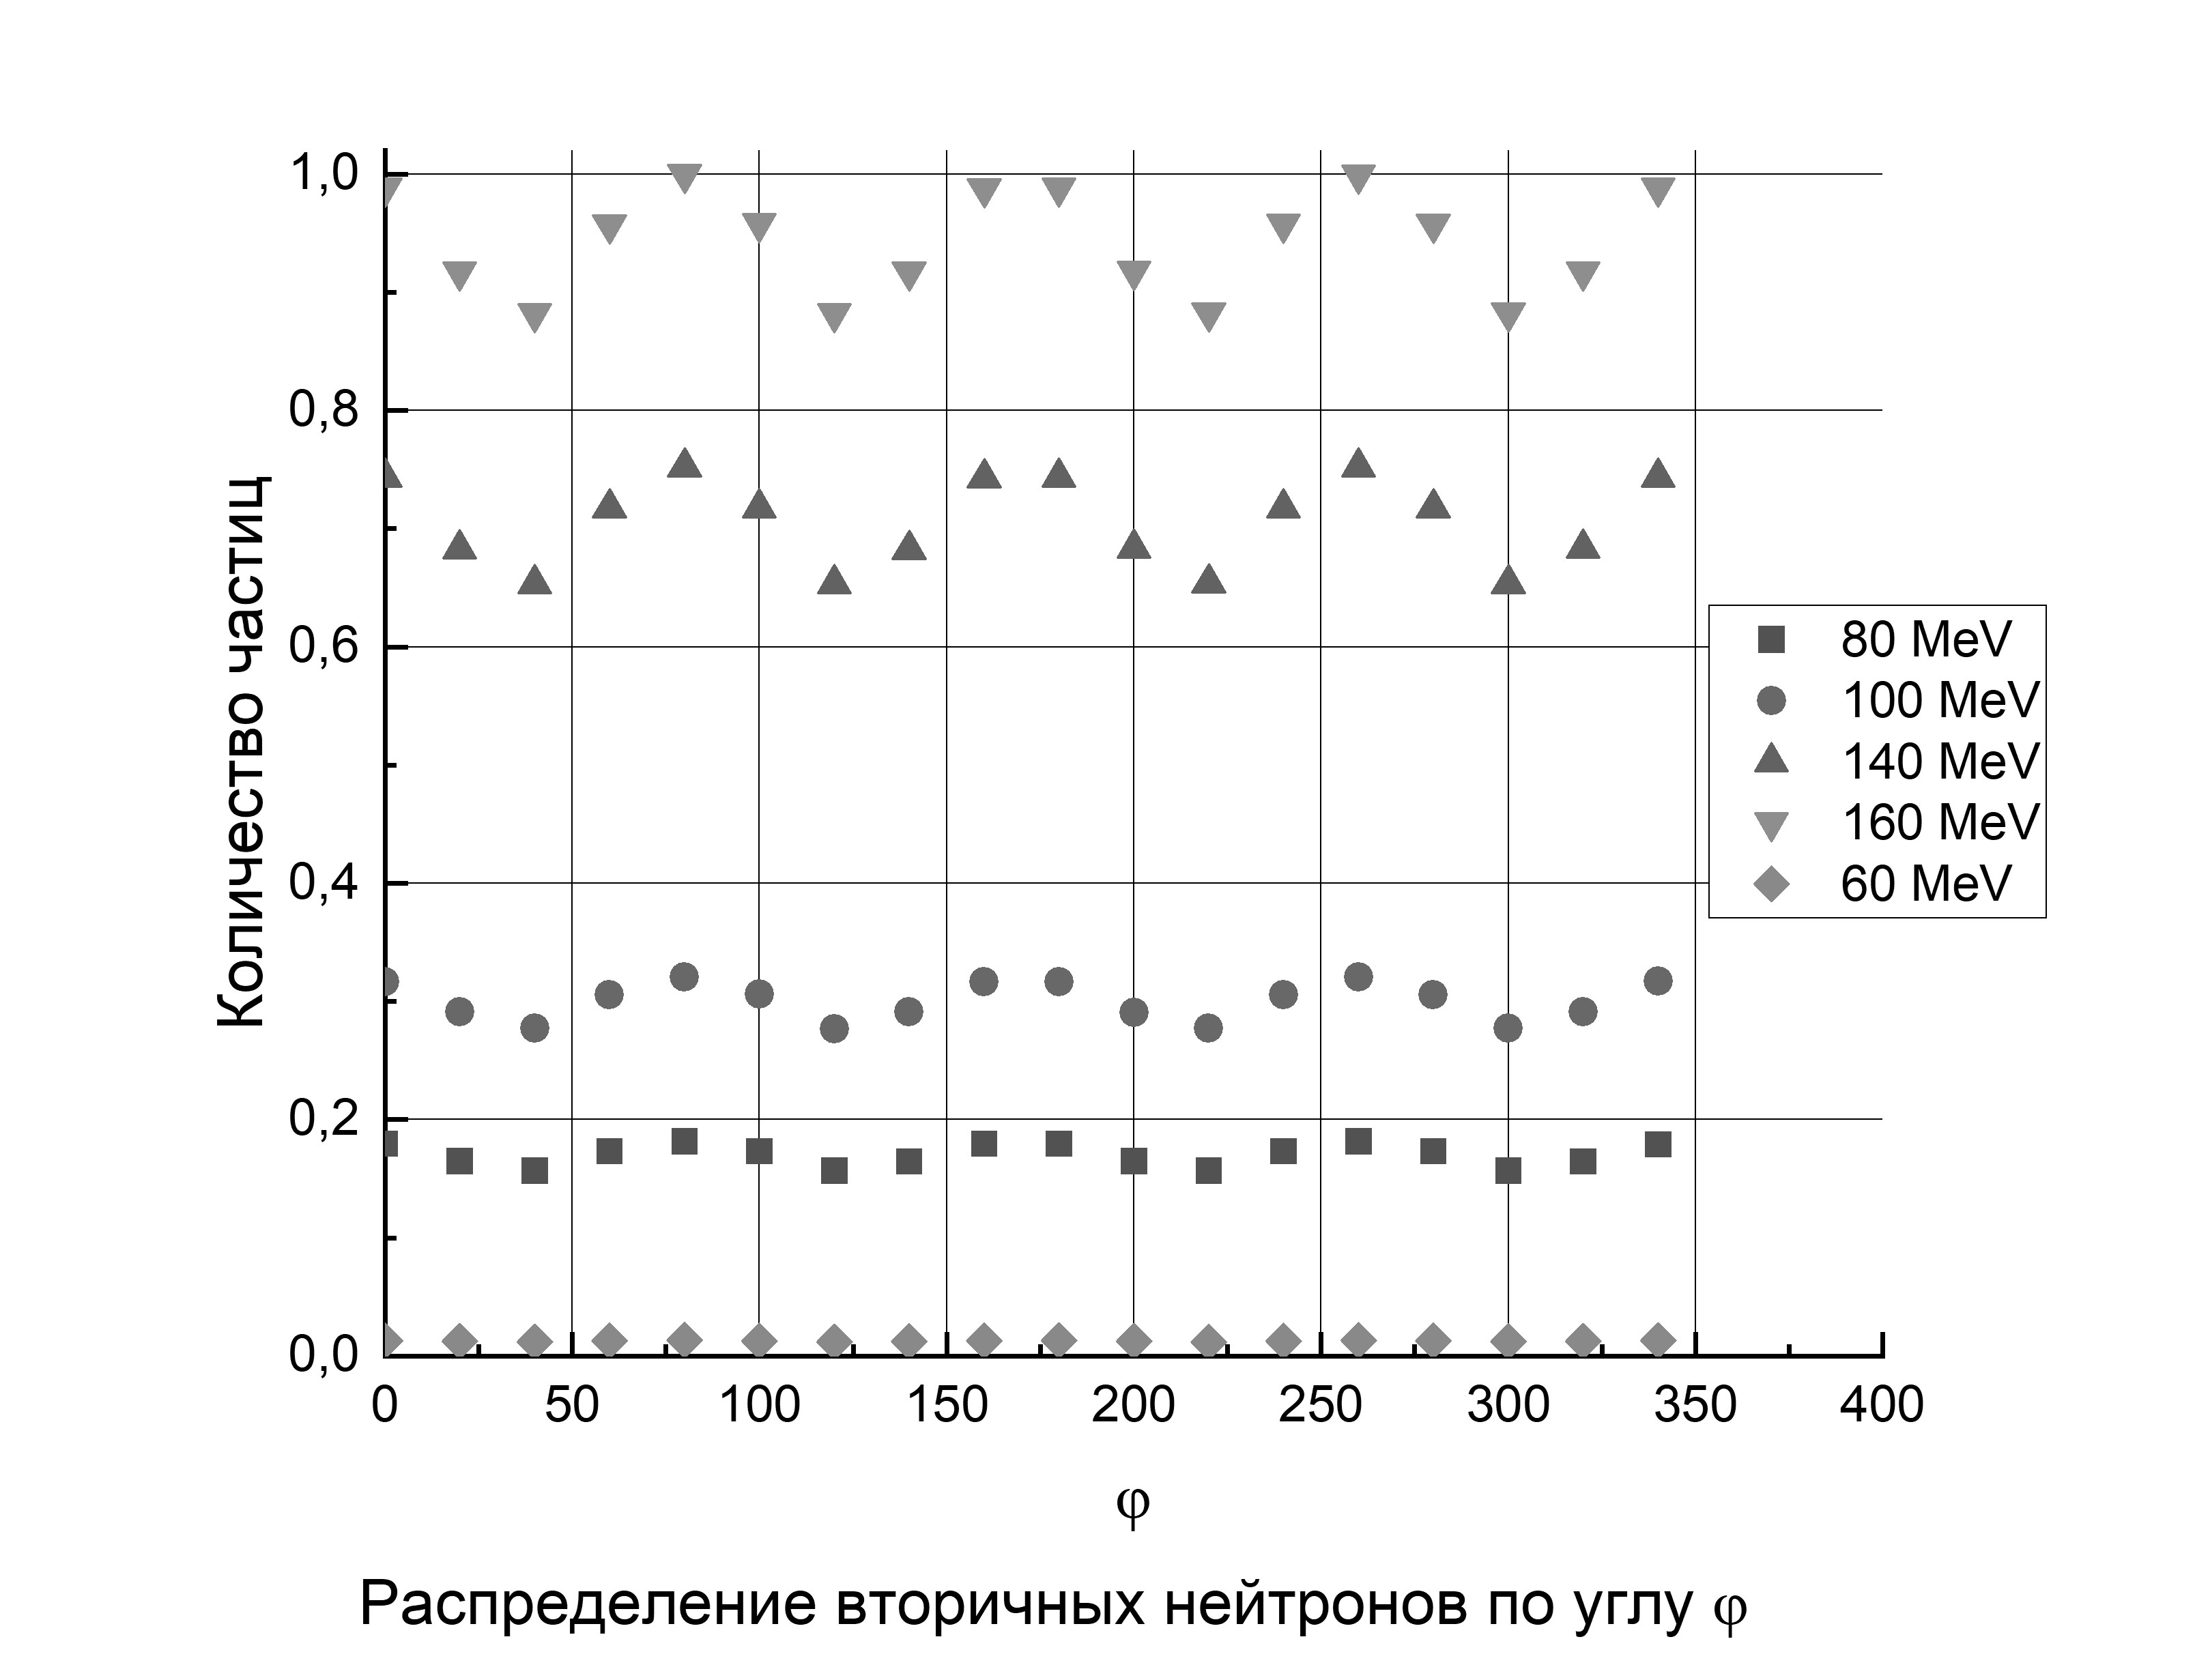 Количество частиц
1,0
0,8
0,6
0,4
0,2
0,0
0 50 100 150 200 250 300 350 400
80 MeV
100 MeV
140 MeV
160 MeV
60 MeV
φ
Распределение вторичных нейтронов по углу φ